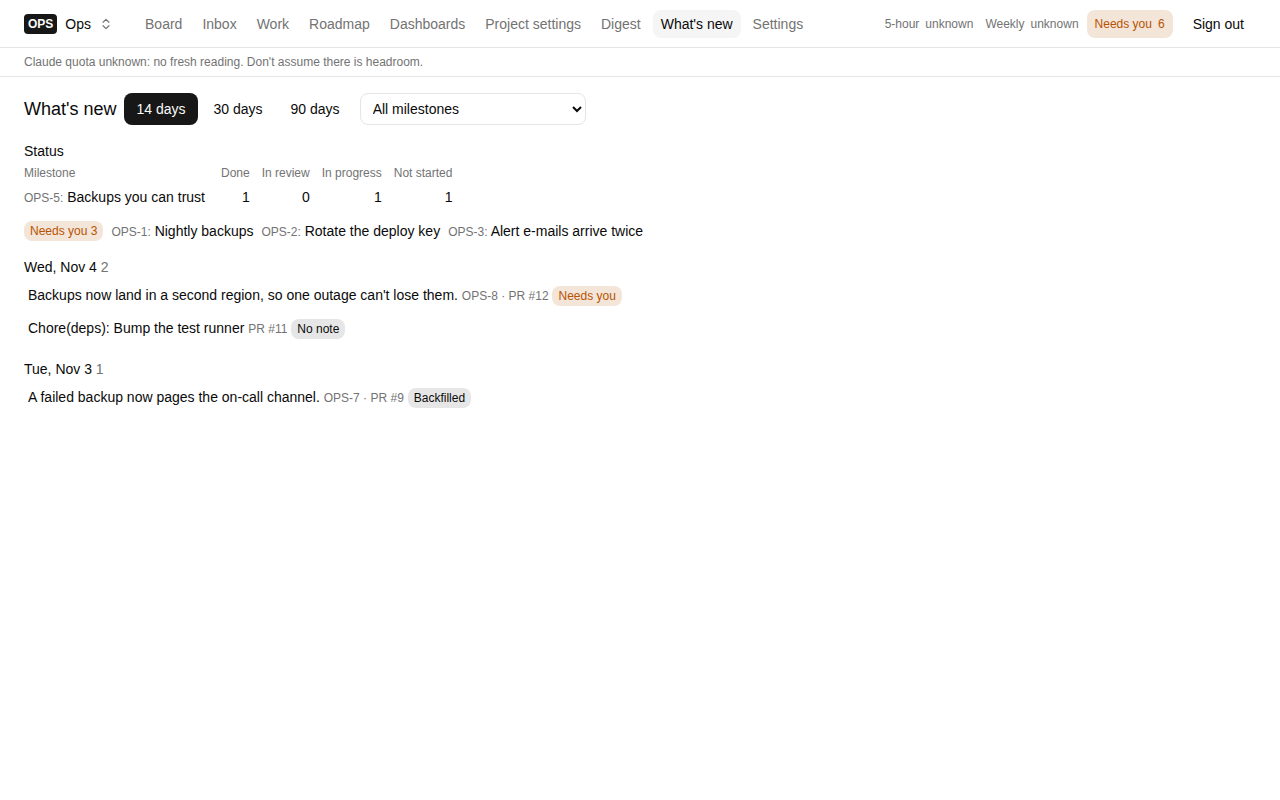 OPS Ops Board Inbox Work Roadmap Dashboards Project settings Digest What's new Settings 5-hour unknown Weekly unknown Needs you 6 Sign out
Claude quota unknown: no fresh reading. Don't assume there is headroom.
What's new 14 days 30 days 90 days All milestones
Status
Milestone Done In review In progress Not started
OPS-5: Backups you can trust 1 0 1 1
Needs you 3 OPS-1: Nightly backups OPS-2: Rotate the deploy key OPS-3: Alert e-mails arrive twice
Wed, Nov 4 2
Backups now land in a second region, so one outage can't lose them. OPS-8 · PR #12 Needs you
Chore(deps): Bump the test runner PR #11 No note
Tue, Nov 3 1
A failed backup now pages the on-call channel. OPS-7 · PR #9 Backfilled